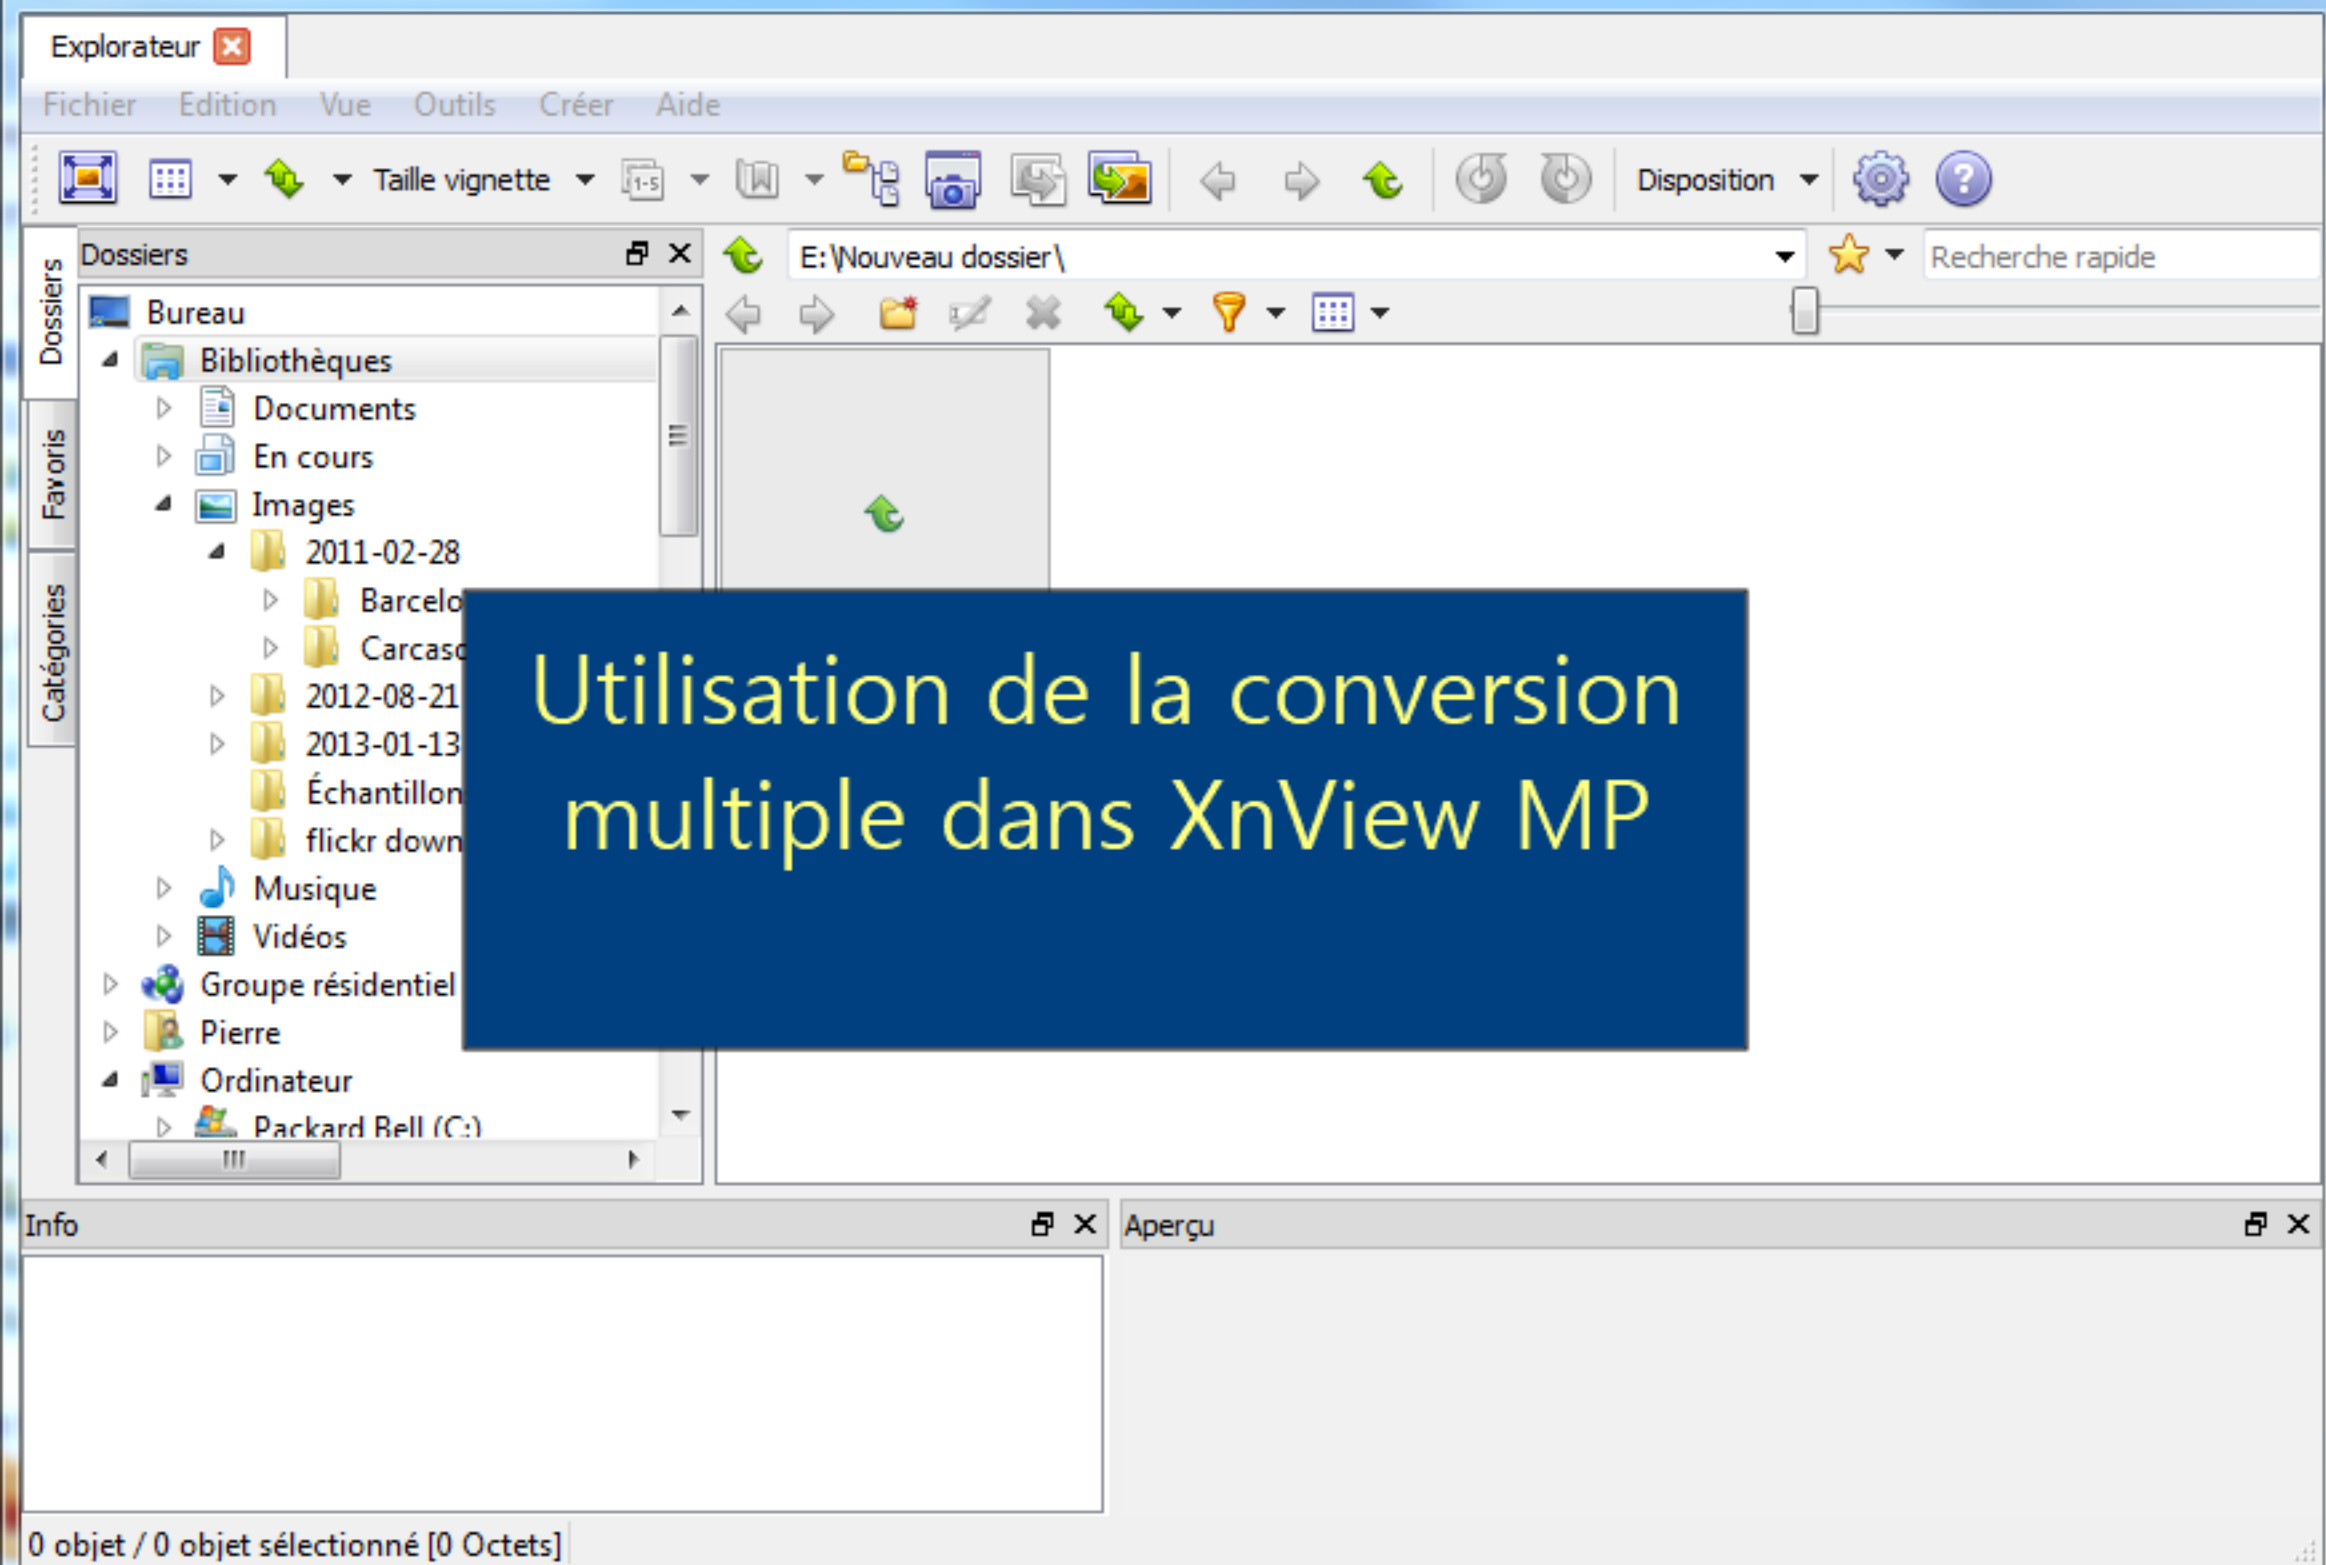 Explorateur
Fichier Edition Vue Outils Créer Aide
Taille vignette 1-5 Disposition
Dossiers
Favoris
Catégories
Dossiers
E:\Nouveau dossier\ Recherche rapide
Bureau
Bibliothèques
Documents
En cours
Images
2011-02-28
Barcelo
Carcaso
2012-08-21
2013-01-13
Échantillon
flickr down
Musique
Vidéos
Groupe résidentiel
Pierre
Ordinateur
Packard Bell (C:)
Utilisation de la conversion
multiple dans XnView MP
Info
Aperçu
0 objet / 0 objet sélectionné [0 Octets]